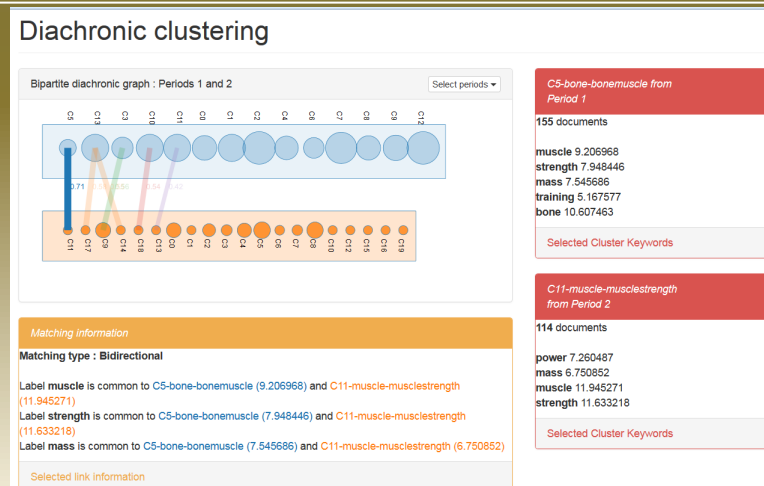 Diachronic clustering
Bipartite diachronic graph : Periods 1 and 2
Select periods
C5 C13 C3 C10 C11 C0 C1 C2 C4 C6 C7 C8 C9 C12
0.71 0.56 0.54 0.42
C11 C17 C9 C14 C18 C13 C0 C1 C2 C3 C4 C5 C6 C7 C8 C10 C12 C15 C16 C19
Matching information
Matching type : Bidirectional
Label muscle is common to C5-bone-bonemuscle (9.206968) and C11-muscle-musclestrength
(11.945271)
Label strength is common to C5-bone-bonemuscle (7.948446) and C11-muscle-musclestrength
(11.633218)
Label mass is common to C5-bone-bonemuscle (7.545686) and C11-muscle-musclestrength (6.750852)
Selected link information
C5-bone-bonemuscle from
Period 1
155 documents
muscle 9.206968
strength 7.948446
mass 7.545686
training 5.167577
bone 10.607463
Selected Cluster Keywords
C11-muscle-musclestrength
from Period 2
114 documents
power 7.260487
mass 6.750852
muscle 11.945271
strength 11.633218
Selected Cluster Keywords